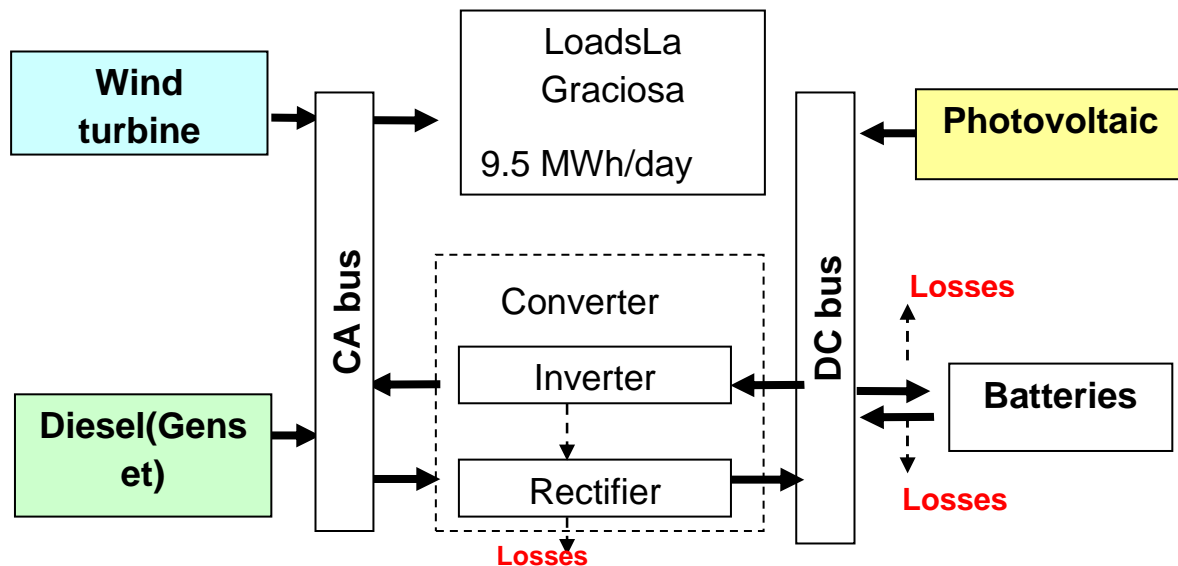 Wind
turbine
LoadsLa
Graciosa
9.5 MWh/day
Photovoltaic
CA bus
DC bus
Converter
Inverter
Rectifier
Losses
Losses
Batteries
Losses
Diesel(Gens
et)